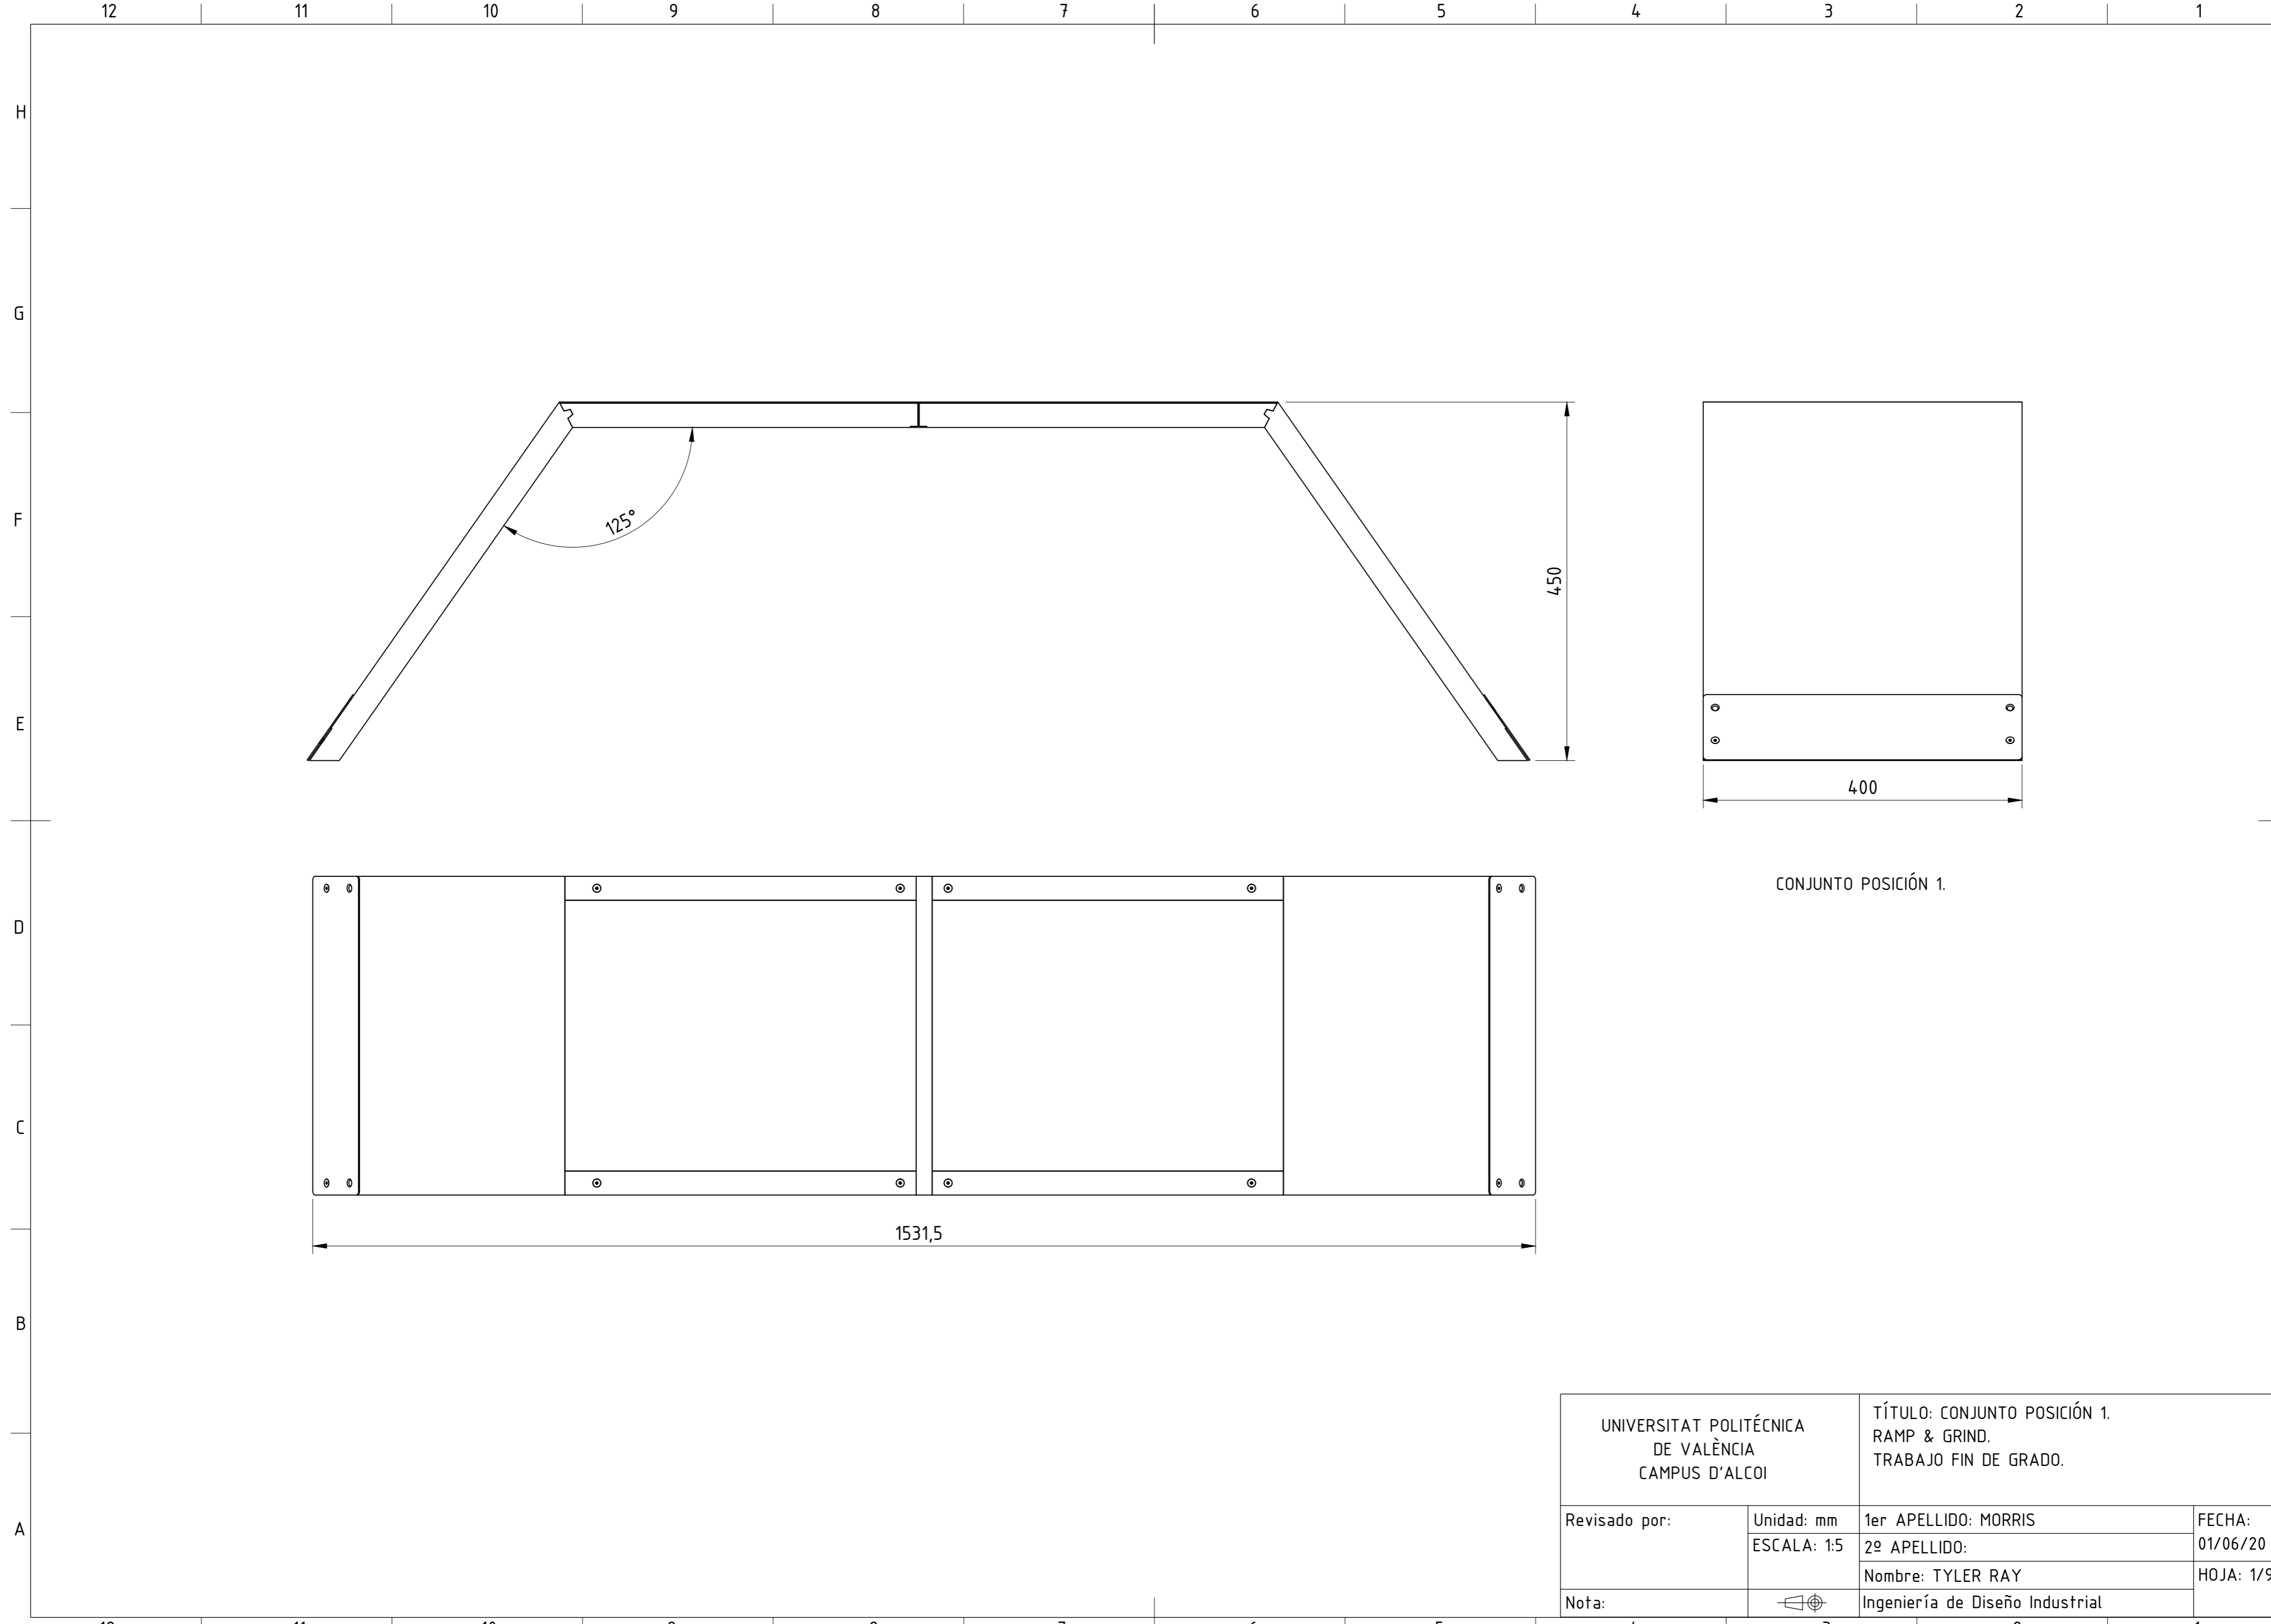 12 11 10 9 8 7 6 5 4 3 2 1
H
G
F
E
D
C
B
A
125°
450
400
CONJUNTO POSICIÓN 1.
1531,5
UNIVERSITAT POLITÉCNICA
DE VALÈNCIA
CAMPUS D'ALCOI
TÍTULO: CONJUNTO POSICIÓN 1.
RAMP & GRIND.
TRABAJO FIN DE GRADO.
Revisado por:
Unidad: mm
ESCALA: 1:5
1er APELLIDO: MORRIS
2º APELLIDO:
Nombre: TYLER RAY
FECHA:
01/06/20
HOJA: 1/9
Nota:
Ingeniería de Diseño Industrial